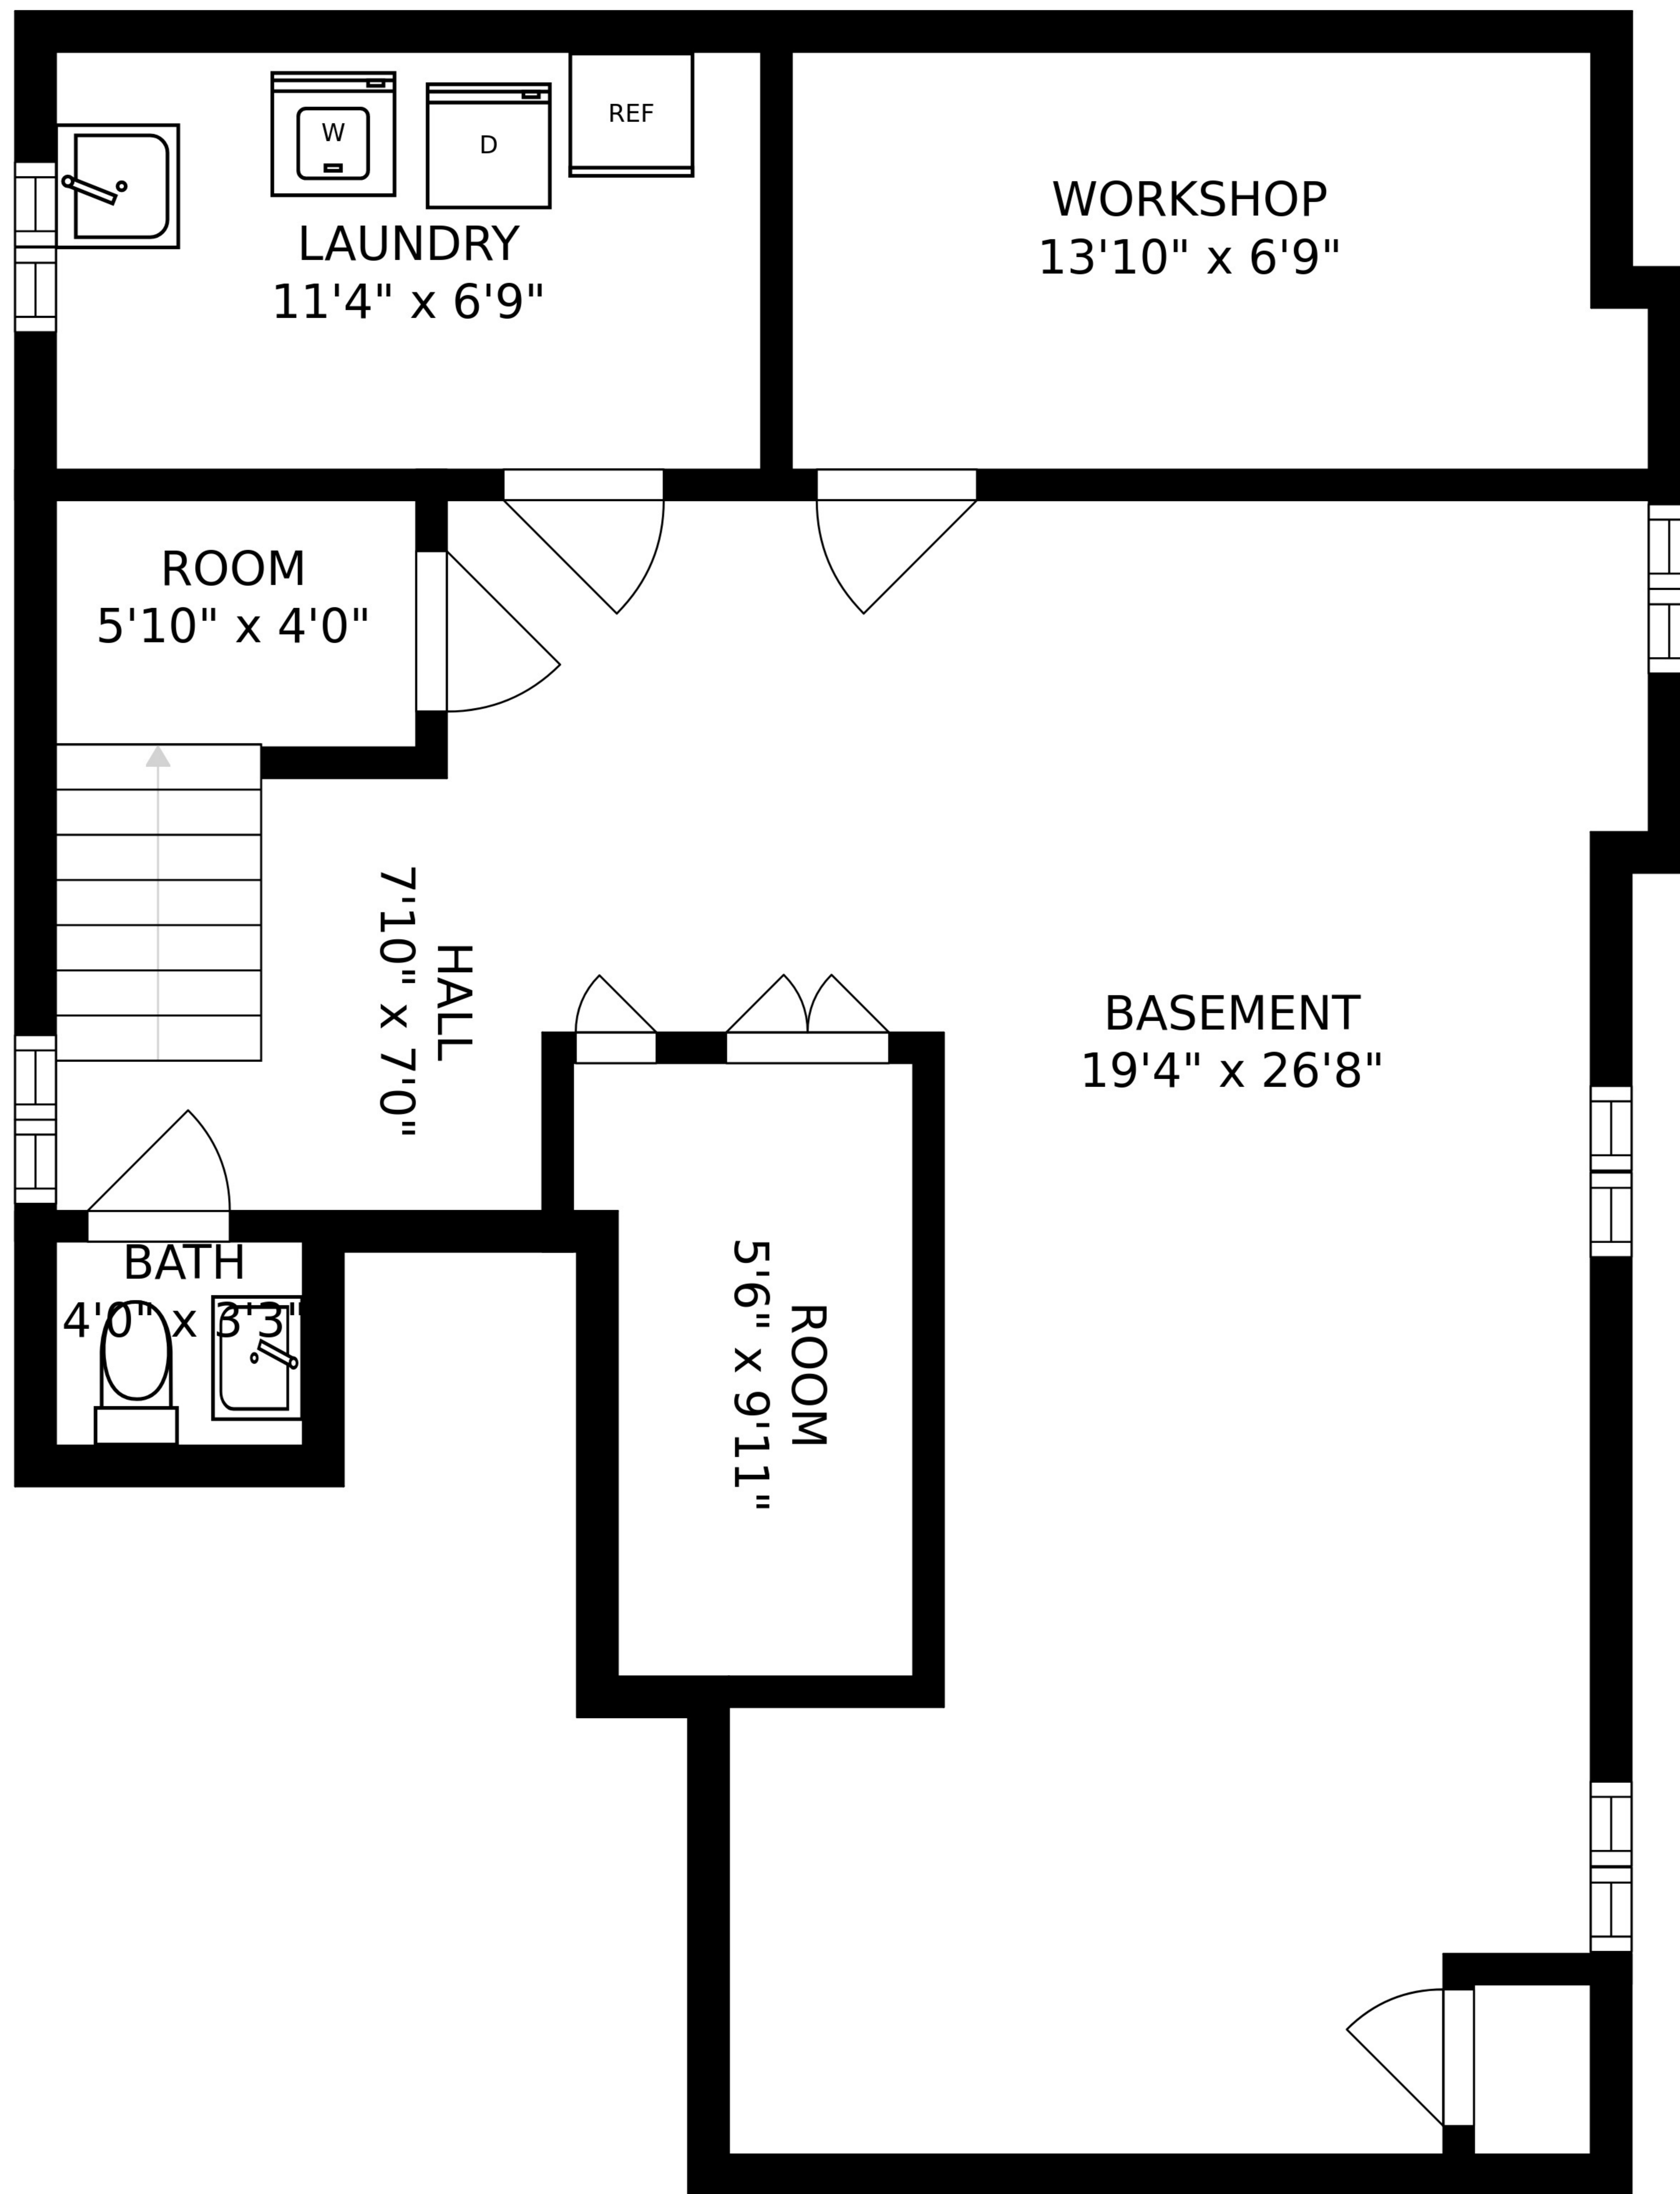 W
D
REF
LAUNDRY
11'4" x 6'9"
WORKSHOP
13'10" x 6'9"
ROOM
5'10" x 4'0"
HALL
7'10" x 7'0"
BASEMENT
19'4" x 26'8"
BATH
4'0" x 3'3"
ROOM
5'6" x 9'11"